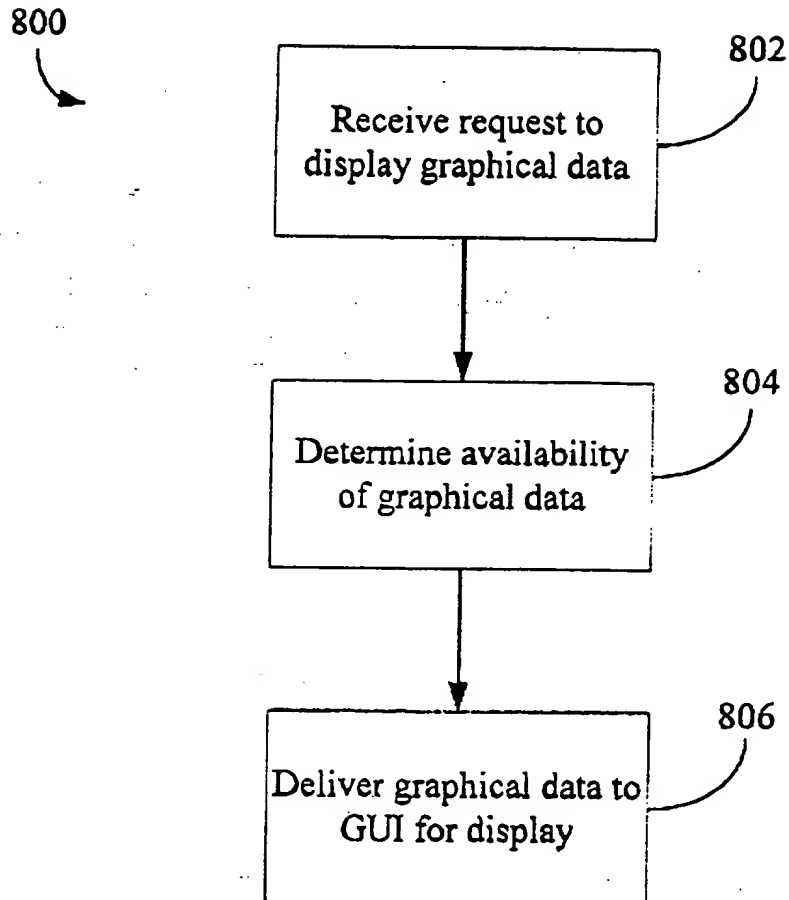 800
802
Receive request to
display graphical data
804
Determine availability
of graphical data
806
Deliver graphical data to
GUI for display